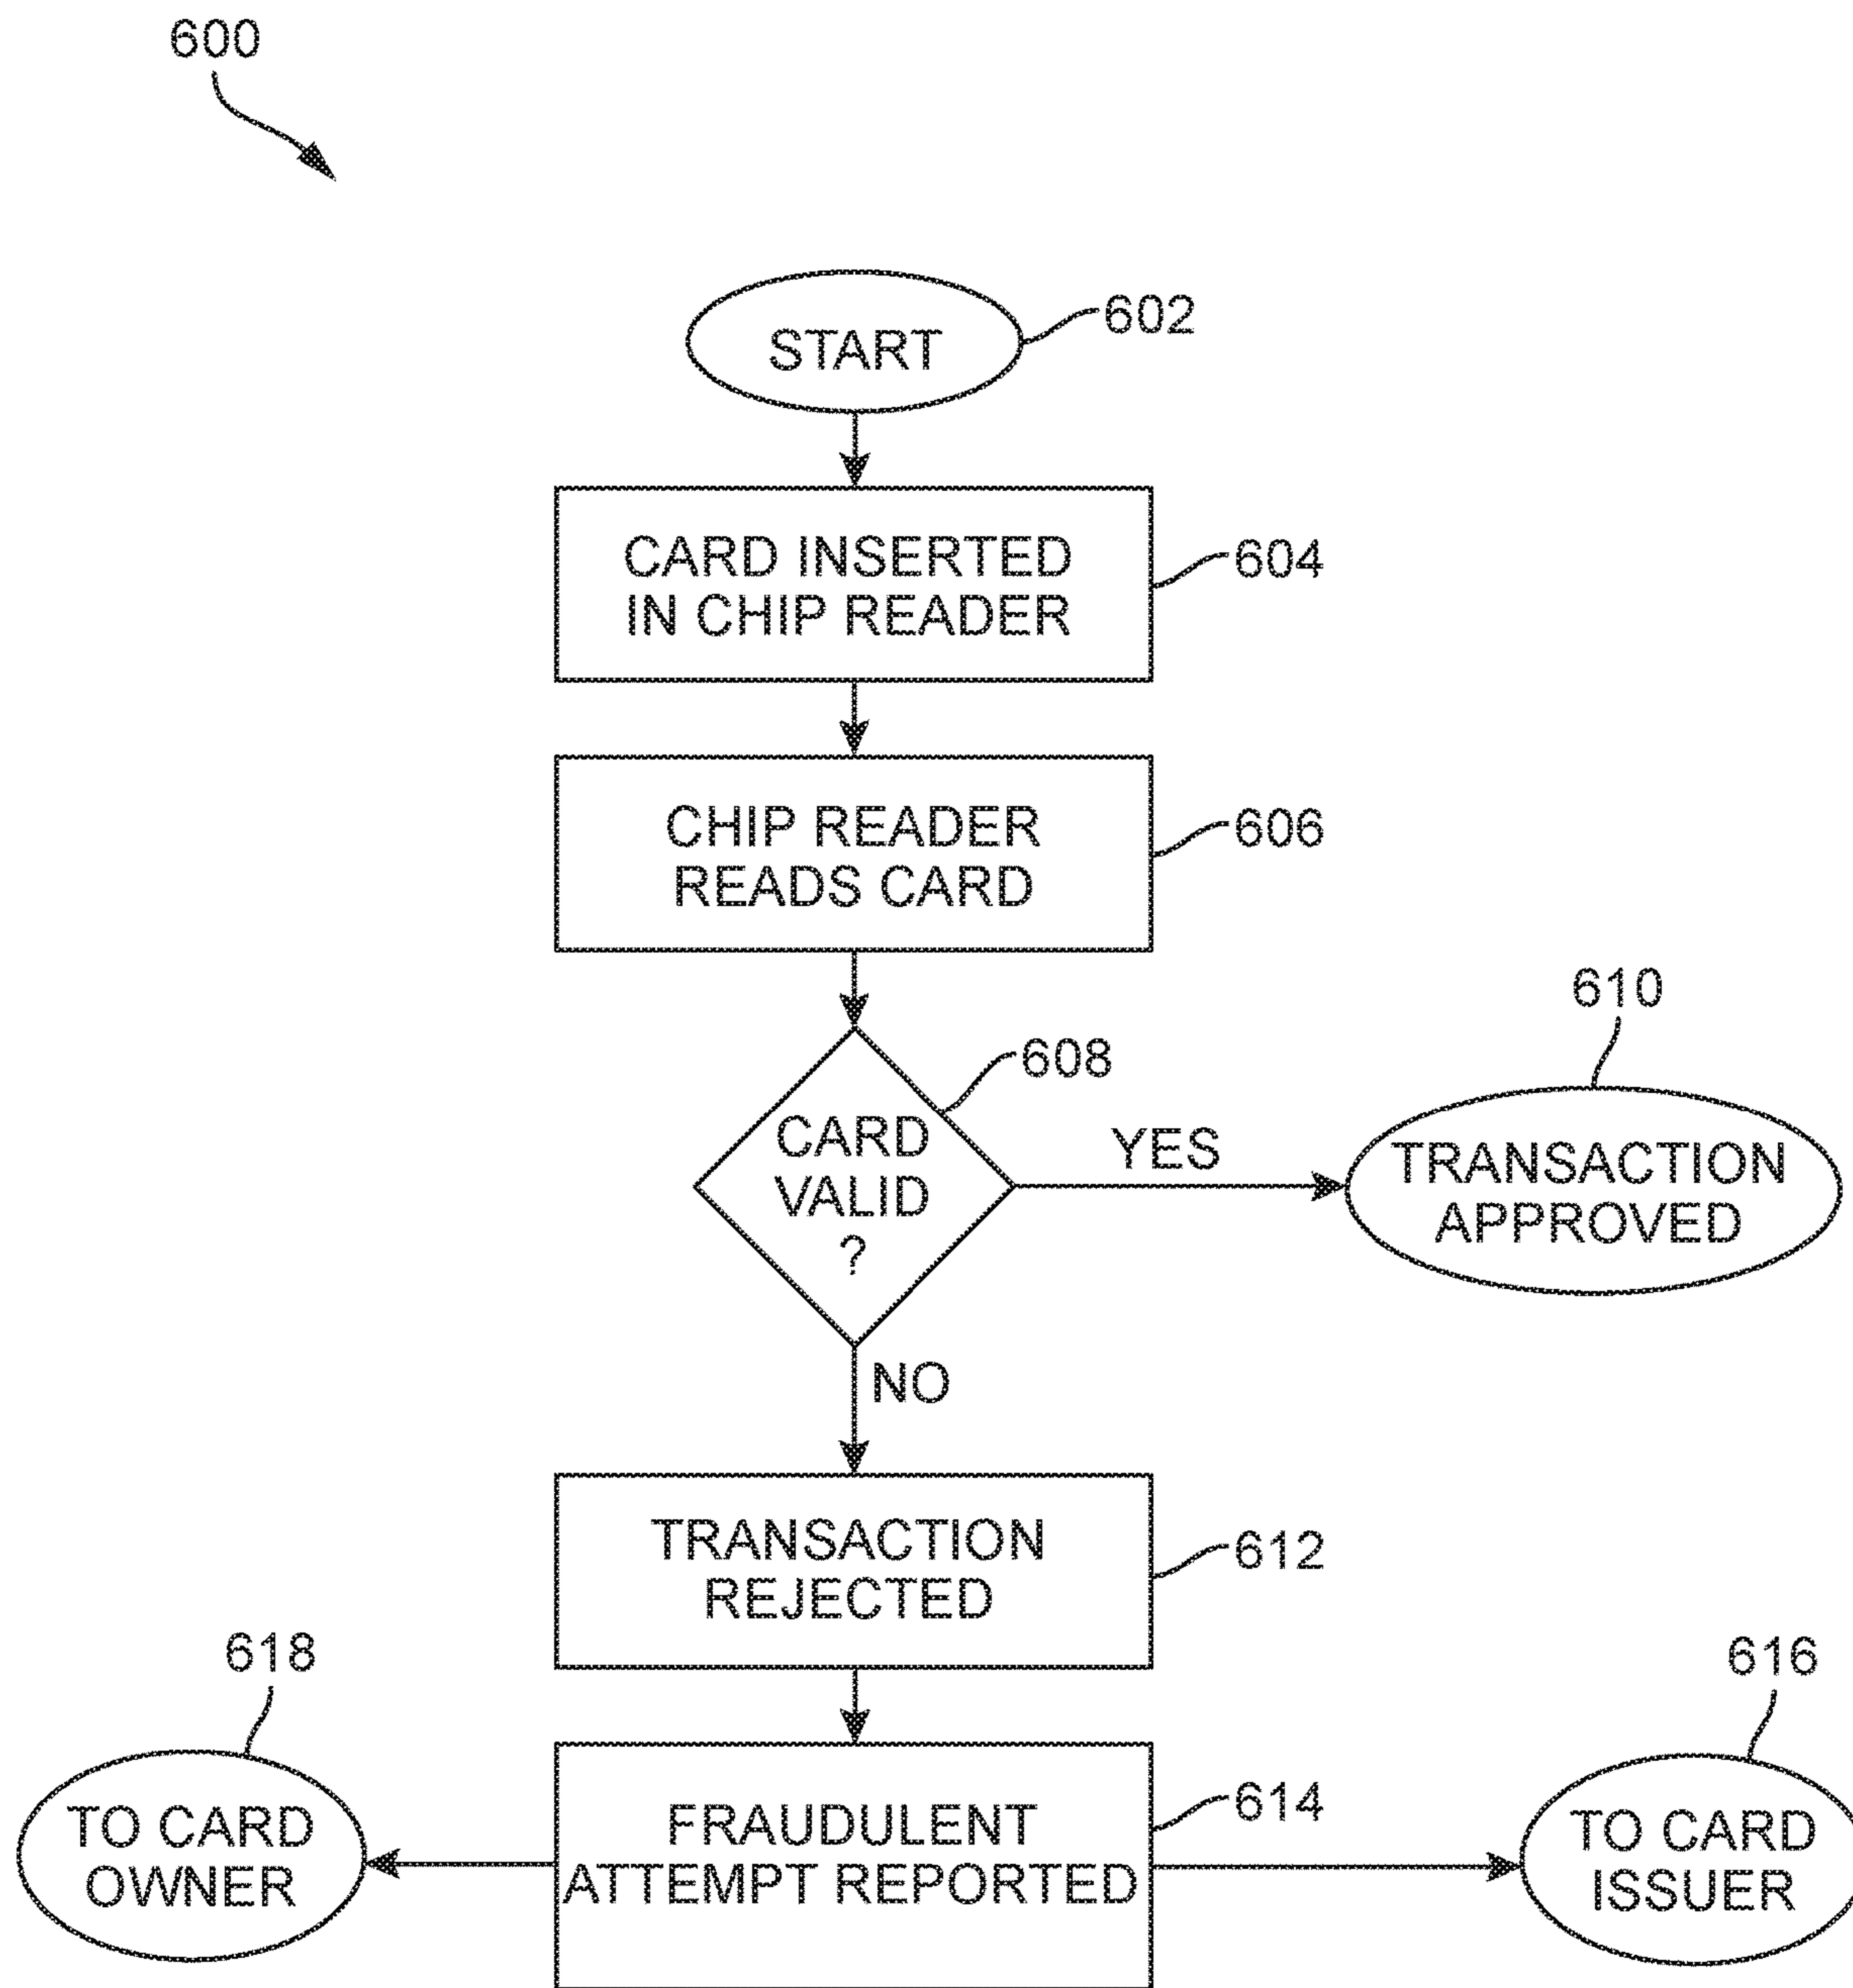 600
START
602
CARD INSERTED
IN CHIP READER
604
CHIP READER
READS CARD
606
608
610
CARD
VALID
?
YES
TRANSACTION
APPROVED
NO
TRANSACTION
REJECTED
612
618
616
TO CARD
OWNER
FRAUDULENT
ATTEMPT REPORTED
614
TO CARD
ISSUER